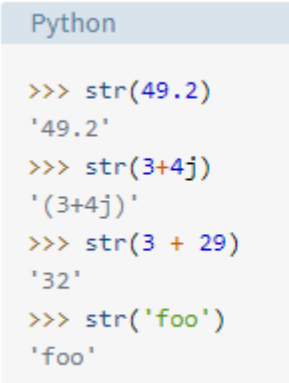 Python
>>> str(49.2)
'49.2'
>>> str(3+4j)
'(3+4j)'
>>> str(3 + 29)
'32'
>>> str('foo')
'foo'